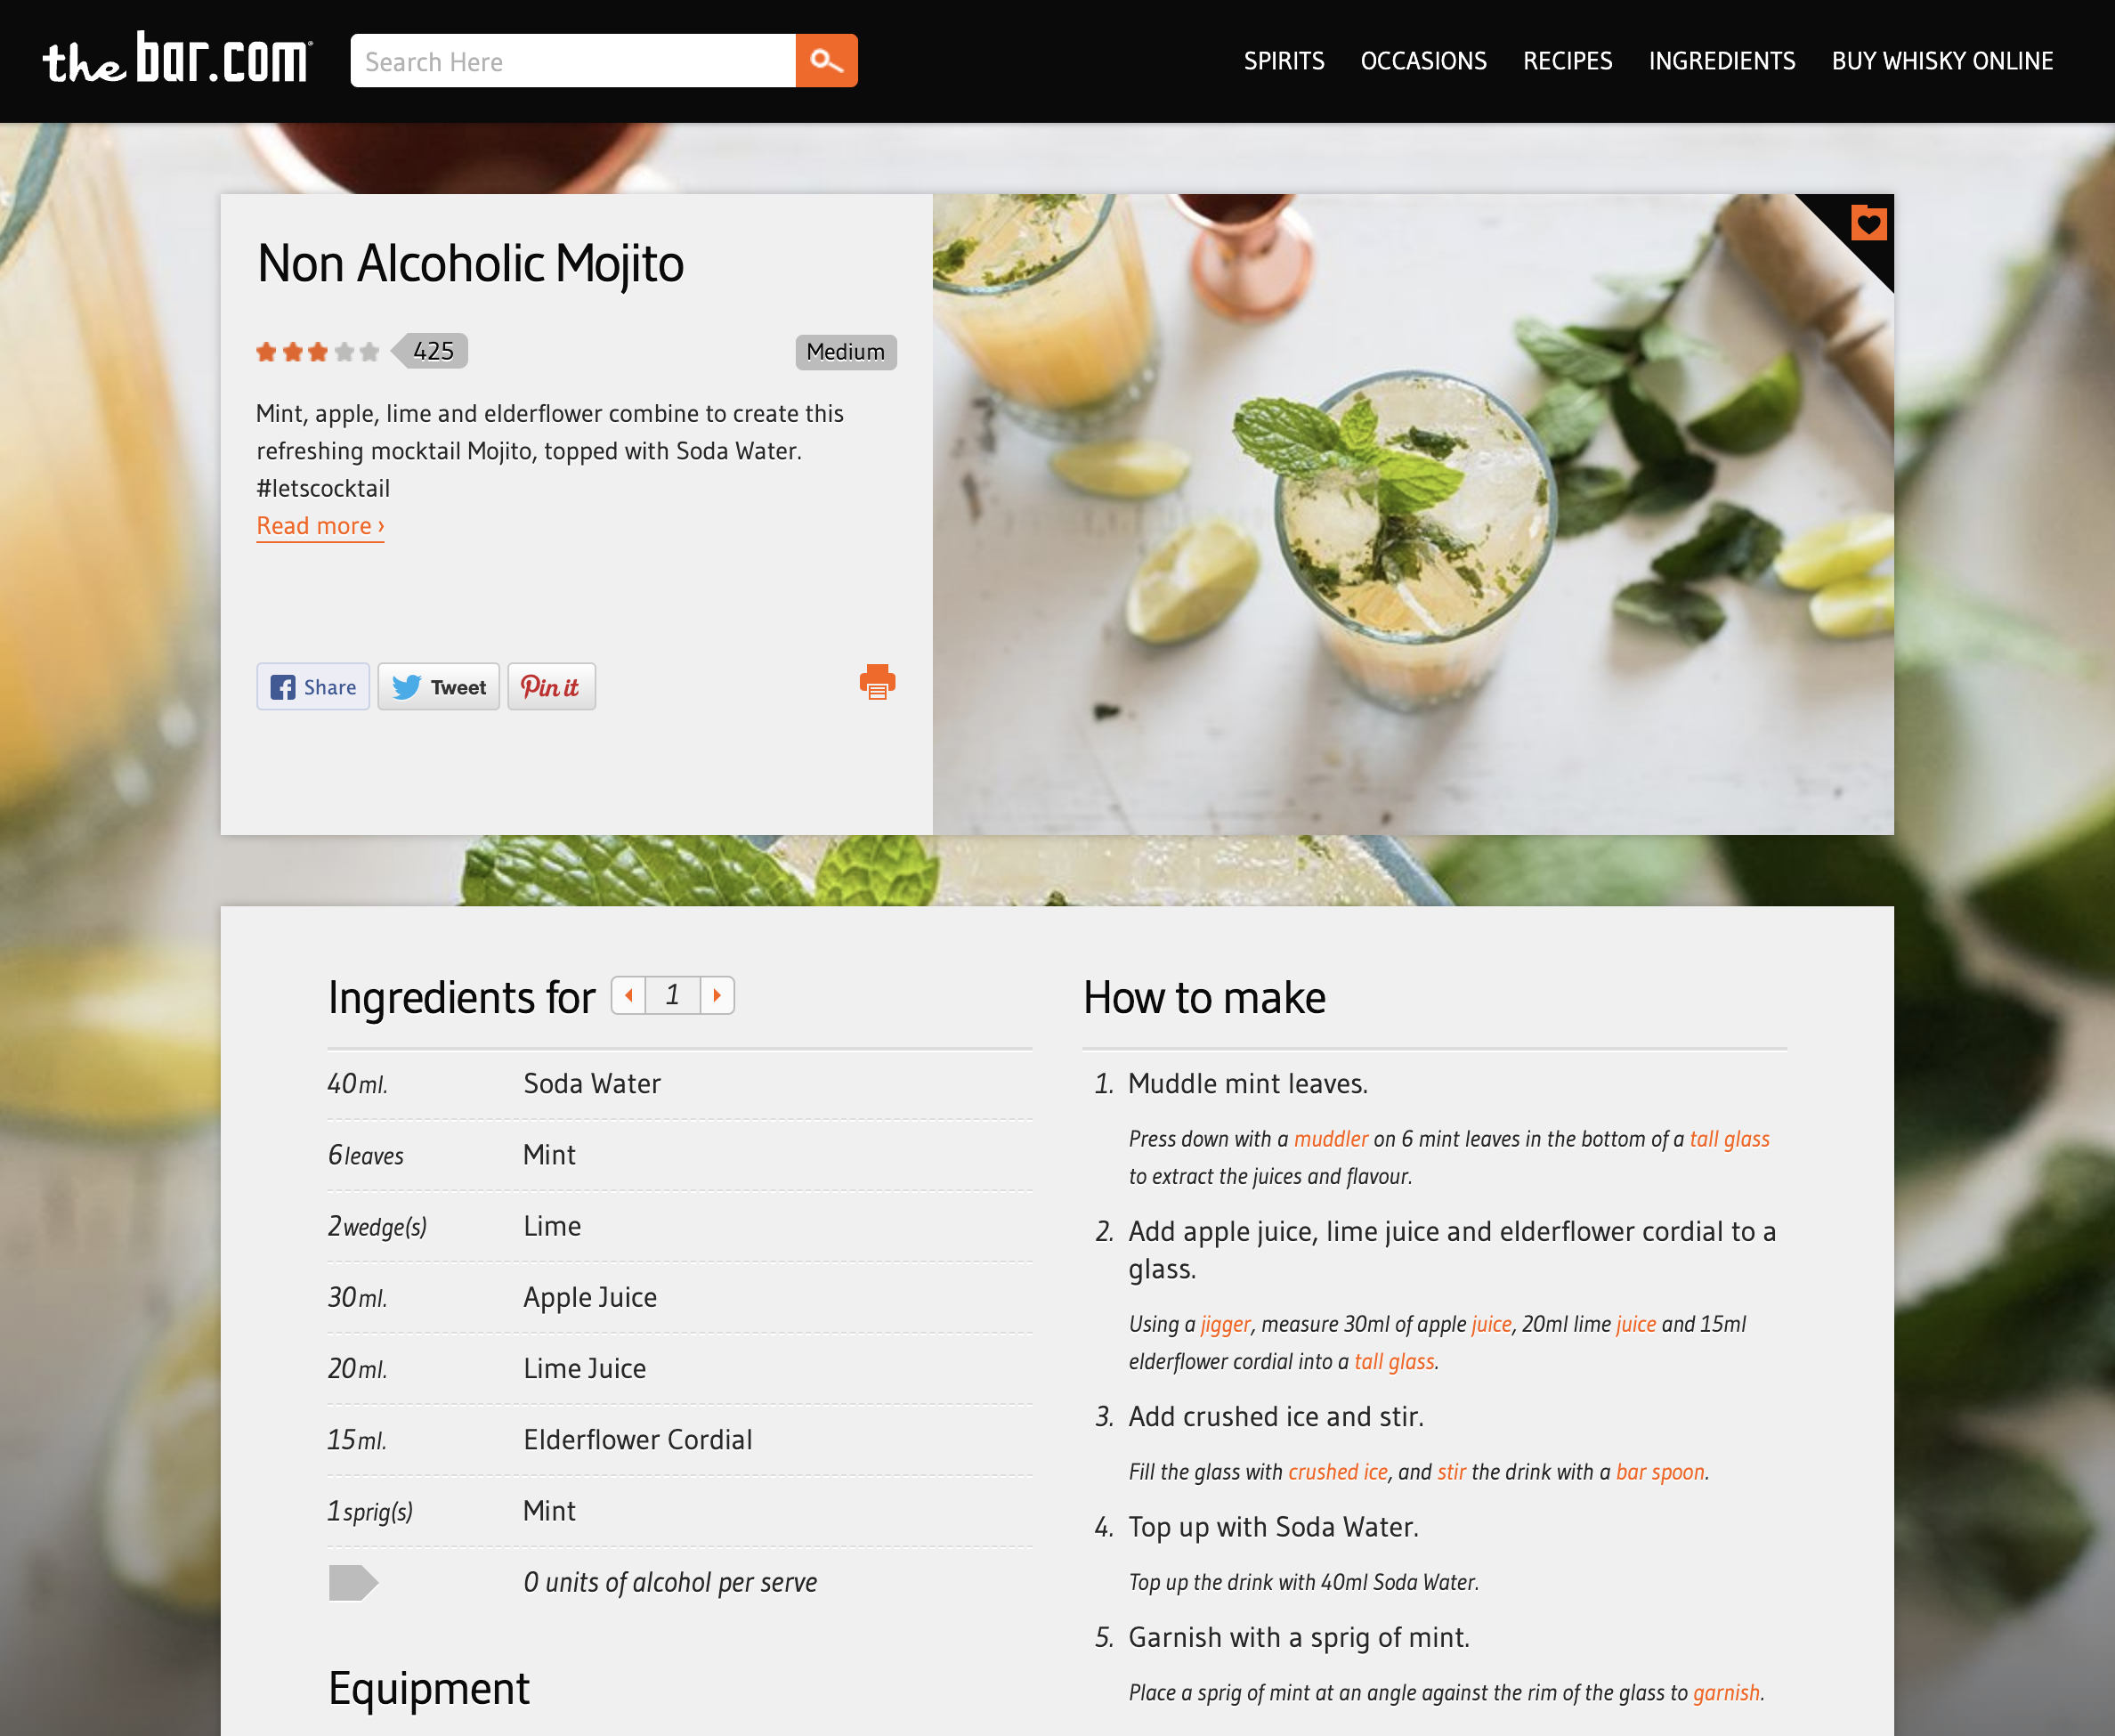 the bar.com
Search Here
SPIRITS OCCASIONS RECIPES INGREDIENTS BUY WHISKY ONLINE
Non Alcoholic Mojito
425
Medium
Mint, apple, lime and elderflower combine to create this
refreshing mocktail Mojito, topped with Soda Water.
#letscocktail
Read more ›
Share
Tweet
Pin it
Ingredients for 1
40ml. Soda Water
6leaves Mint
2wedge(s) Lime
30ml. Apple Juice
20ml. Lime Juice
15ml. Elderflower Cordial
1sprig(s) Mint
0 units of alcohol per serve
Equipment
How to make
1. Muddle mint leaves.
Press down with a muddler on 6 mint leaves in the bottom of a tall glass
to extract the juices and flavour.
2. Add apple juice, lime juice and elderflower cordial to a
glass.
Using a jigger, measure 30ml of apple juice, 20ml lime juice and 15ml
elderflower cordial into a tall glass.
3. Add crushed ice and stir.
Fill the glass with crushed ice, and stir the drink with a bar spoon.
4. Top up with Soda Water.
Top up the drink with 40ml Soda Water.
5. Garnish with a sprig of mint.
Place a sprig of mint at an angle against the rim of the glass to garnish.